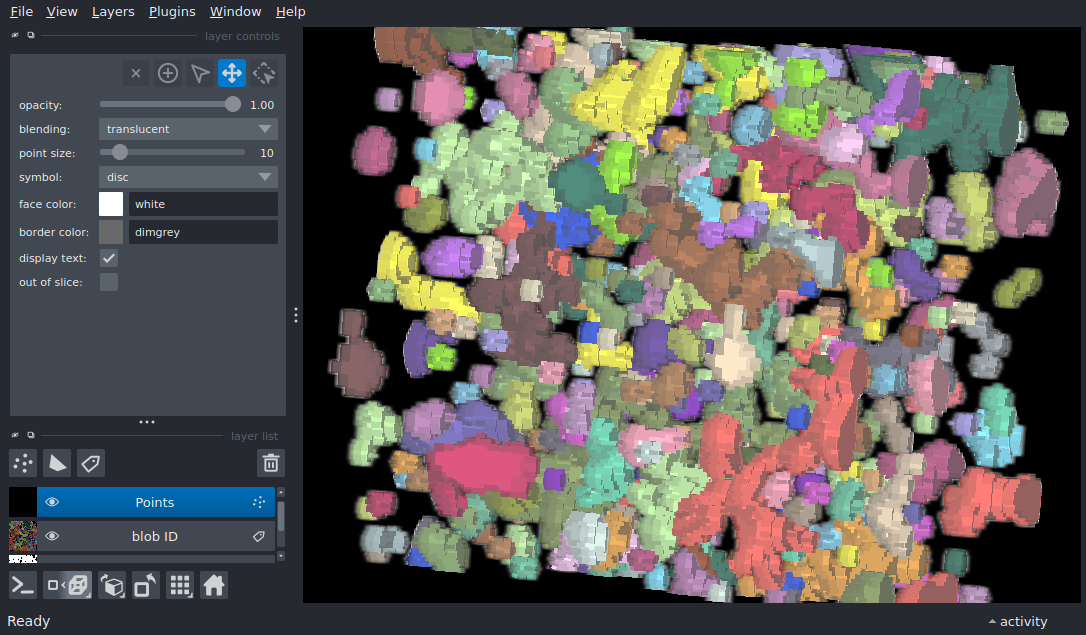 File View Layers Plugins Window Help
layer controls
opacity: 1.00
blending: translucent
point size: 10
symbol: disc
face color: white
border color: dimgrey
display text:
out of slice:
layer list
Points
blob ID
Ready
activity